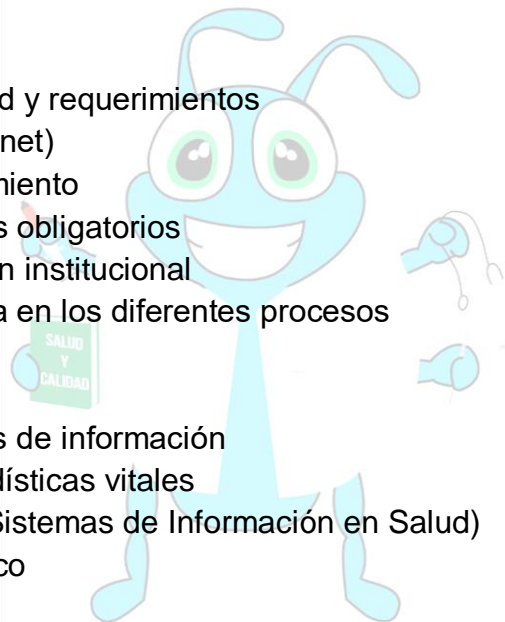 d y requerimientos
net)
miento
s obligatorios
n institucional
a en los diferentes procesos
SALUD
Y
CALIDAD
s de información
dísticas vitales
Sistemas de Información en Salud)
co